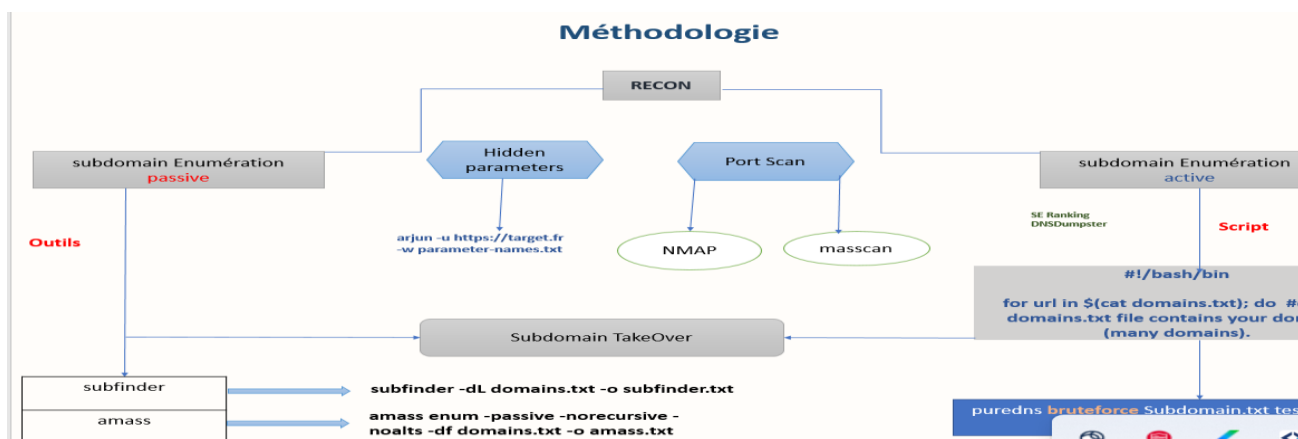 Méthodologie
RECON
subdomain Enumération
passive
Hidden
parameters
Port Scan
subdomain Enumération
active
Outils
arjun -u https://target.fr
-w parameter-names.txt
NMAP
masscan
SE Ranking
DNSDumpster
Script
#!/bash/bin
for url in $(cat domains.txt); do #
domains.txt file contains your do
(many domains).
Subdomain TakeOver
subfinder
subfinder -dL domains.txt -o subfinder.txt
amass
amass enum -passive -norecursive -
noalts -df domains.txt -o amass.txt
puredns bruteforce Subdomain.txt